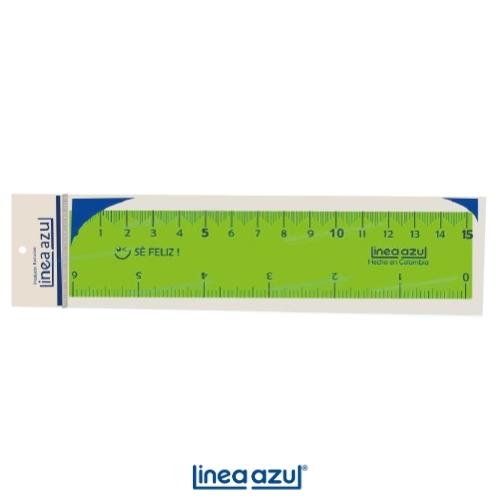 Linea azul
1 2 3 4 5 6 7 8 9 10 11 12 13 14 15
SÉ FELIZ !
Linea azul
Hecho en Colombia
6 5 4 3 2 1 0
Linea azul®